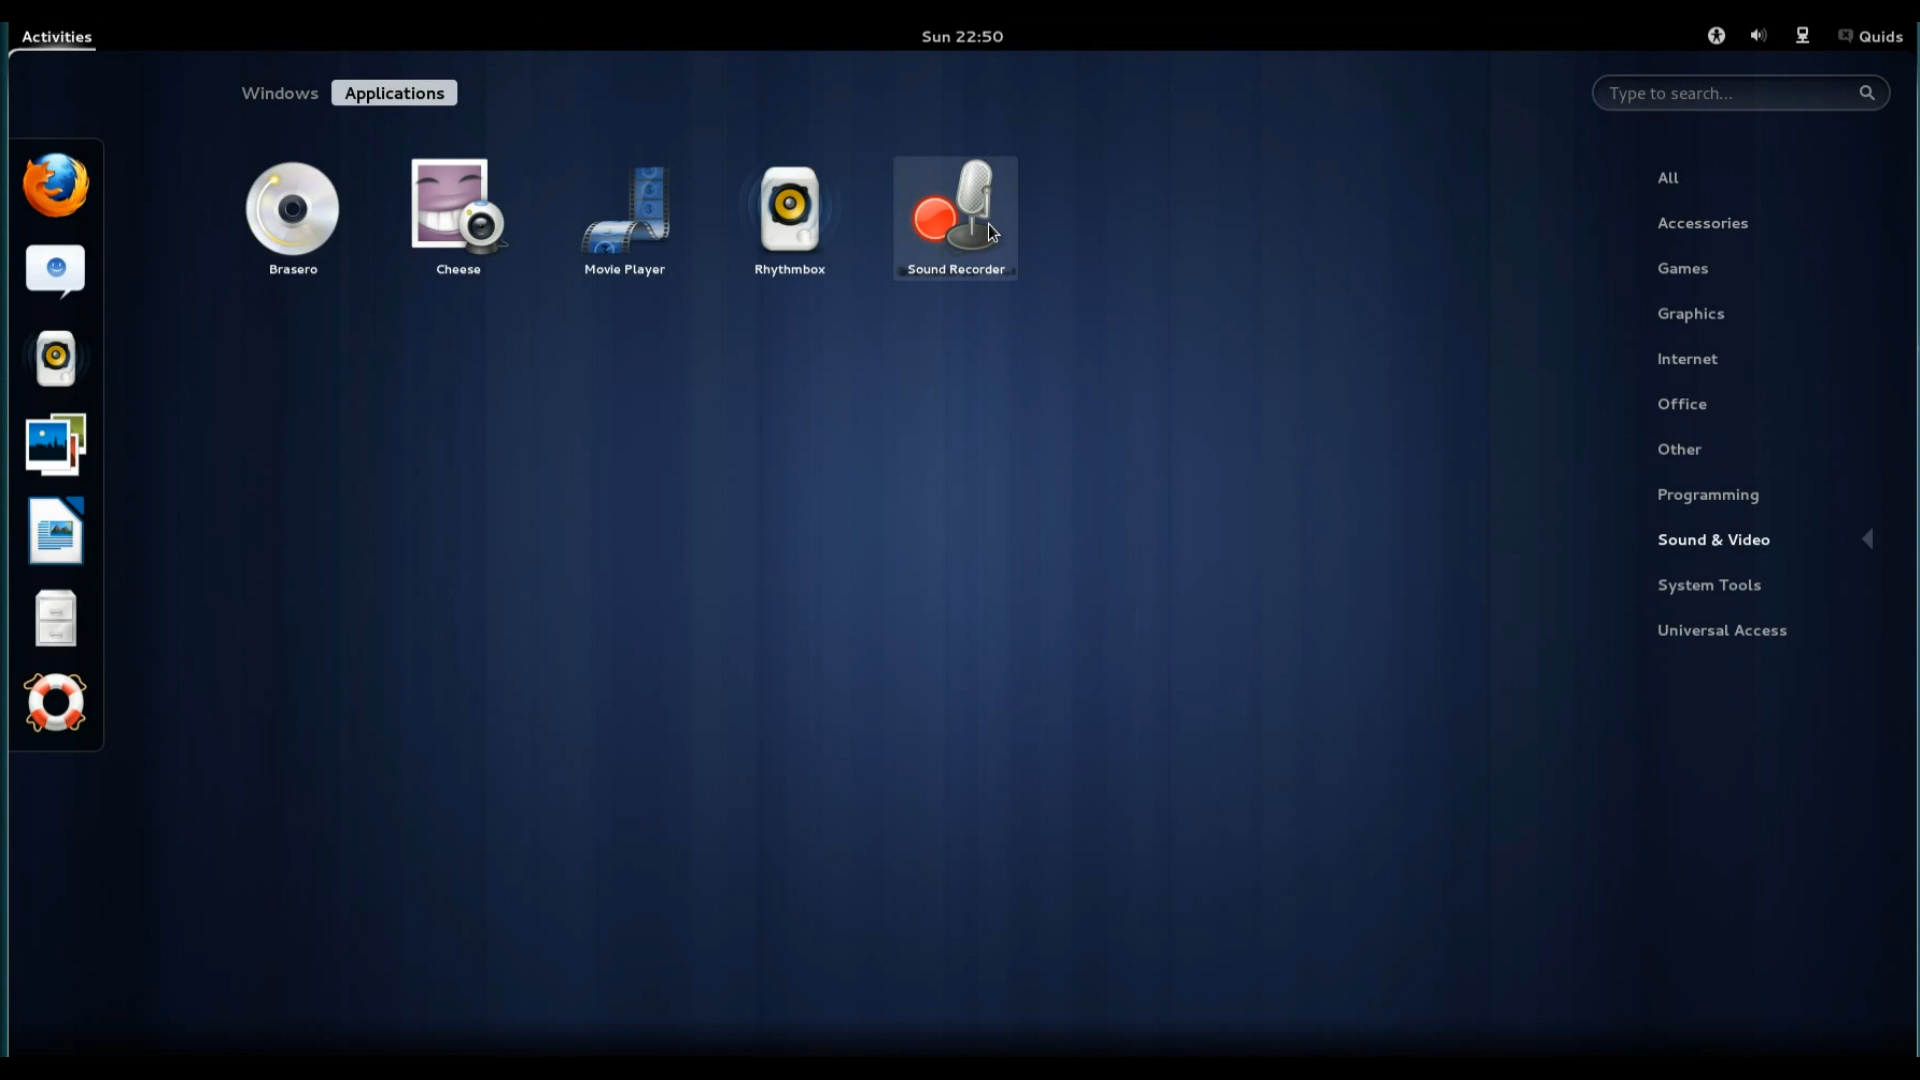 Activities
Sun 22:50
Quids
Windows
Applications
Type to search...
Brasero
Cheese
Movie Player
Rhythmbox
Sound Recorder
All
Accessories
Games
Graphics
Internet
Office
Other
Programming
Sound & Video
System Tools
Universal Access